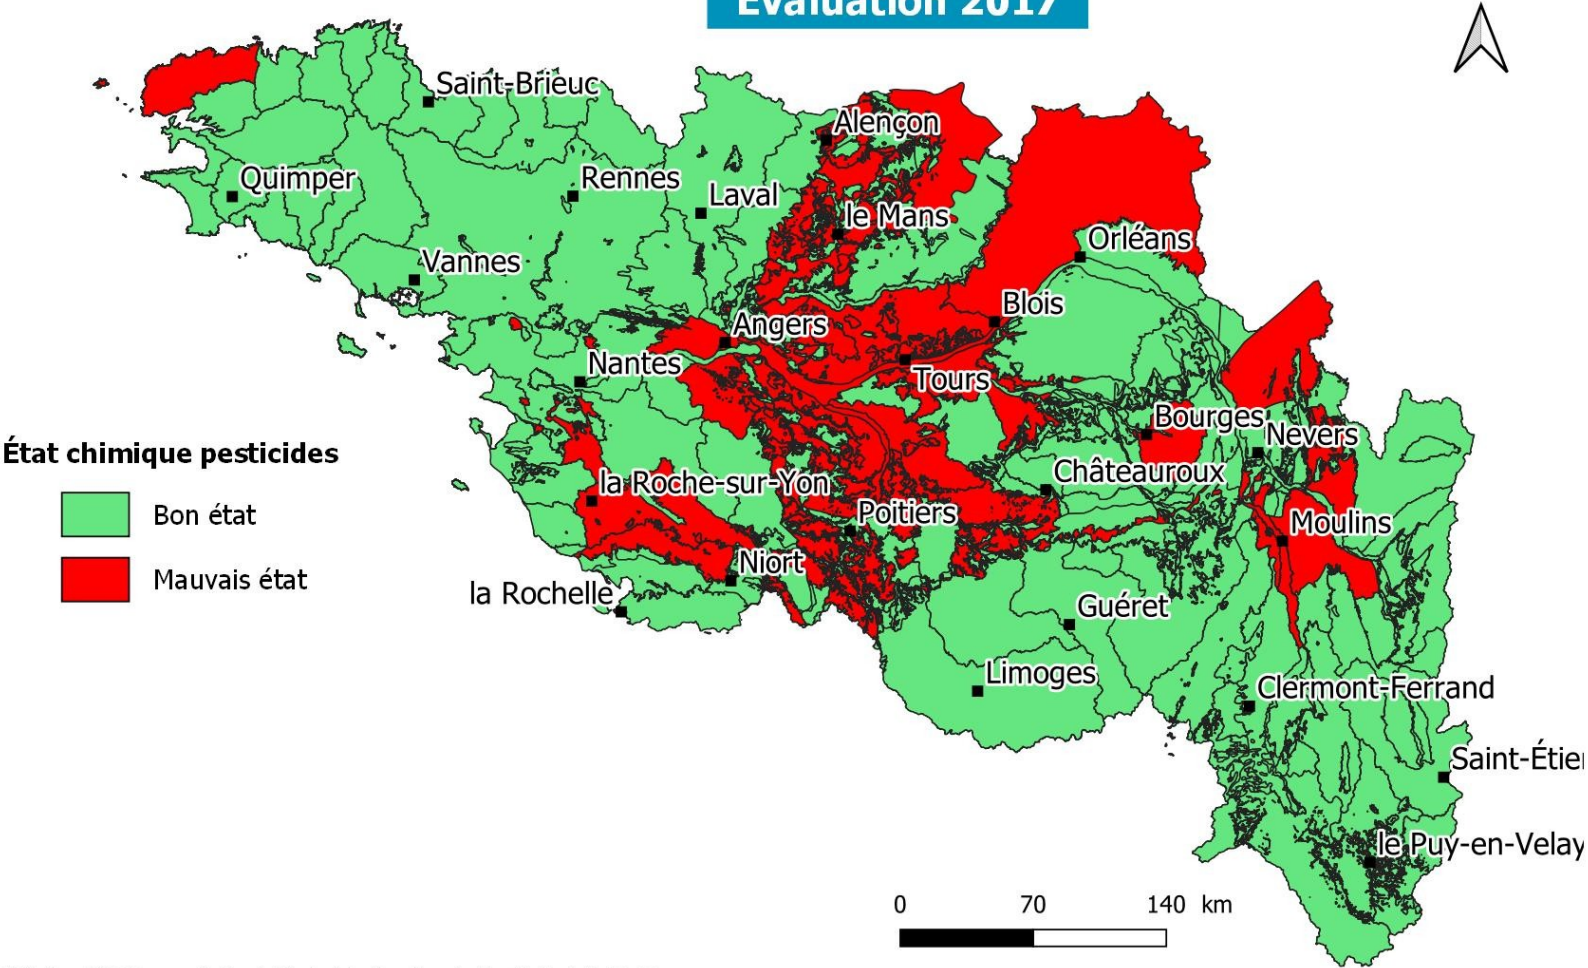 Évaluation 2017
Saint-Brieuc
Alençon
Quimper
Rennes
Laval
le Mans
Orléans
Vannes
Blois
Angers
Nantes
Tours
Bourges
Nevers
État chimique pesticides
Bon état
Mauvais état
Châteauroux
la Roche-sur-Yon
Poitiers
Moulins
Niort
la Rochelle
Guéret
Limoges
Clermont-Ferrand
Saint-Étie
le Puy-en-Velay
0 70 140 km